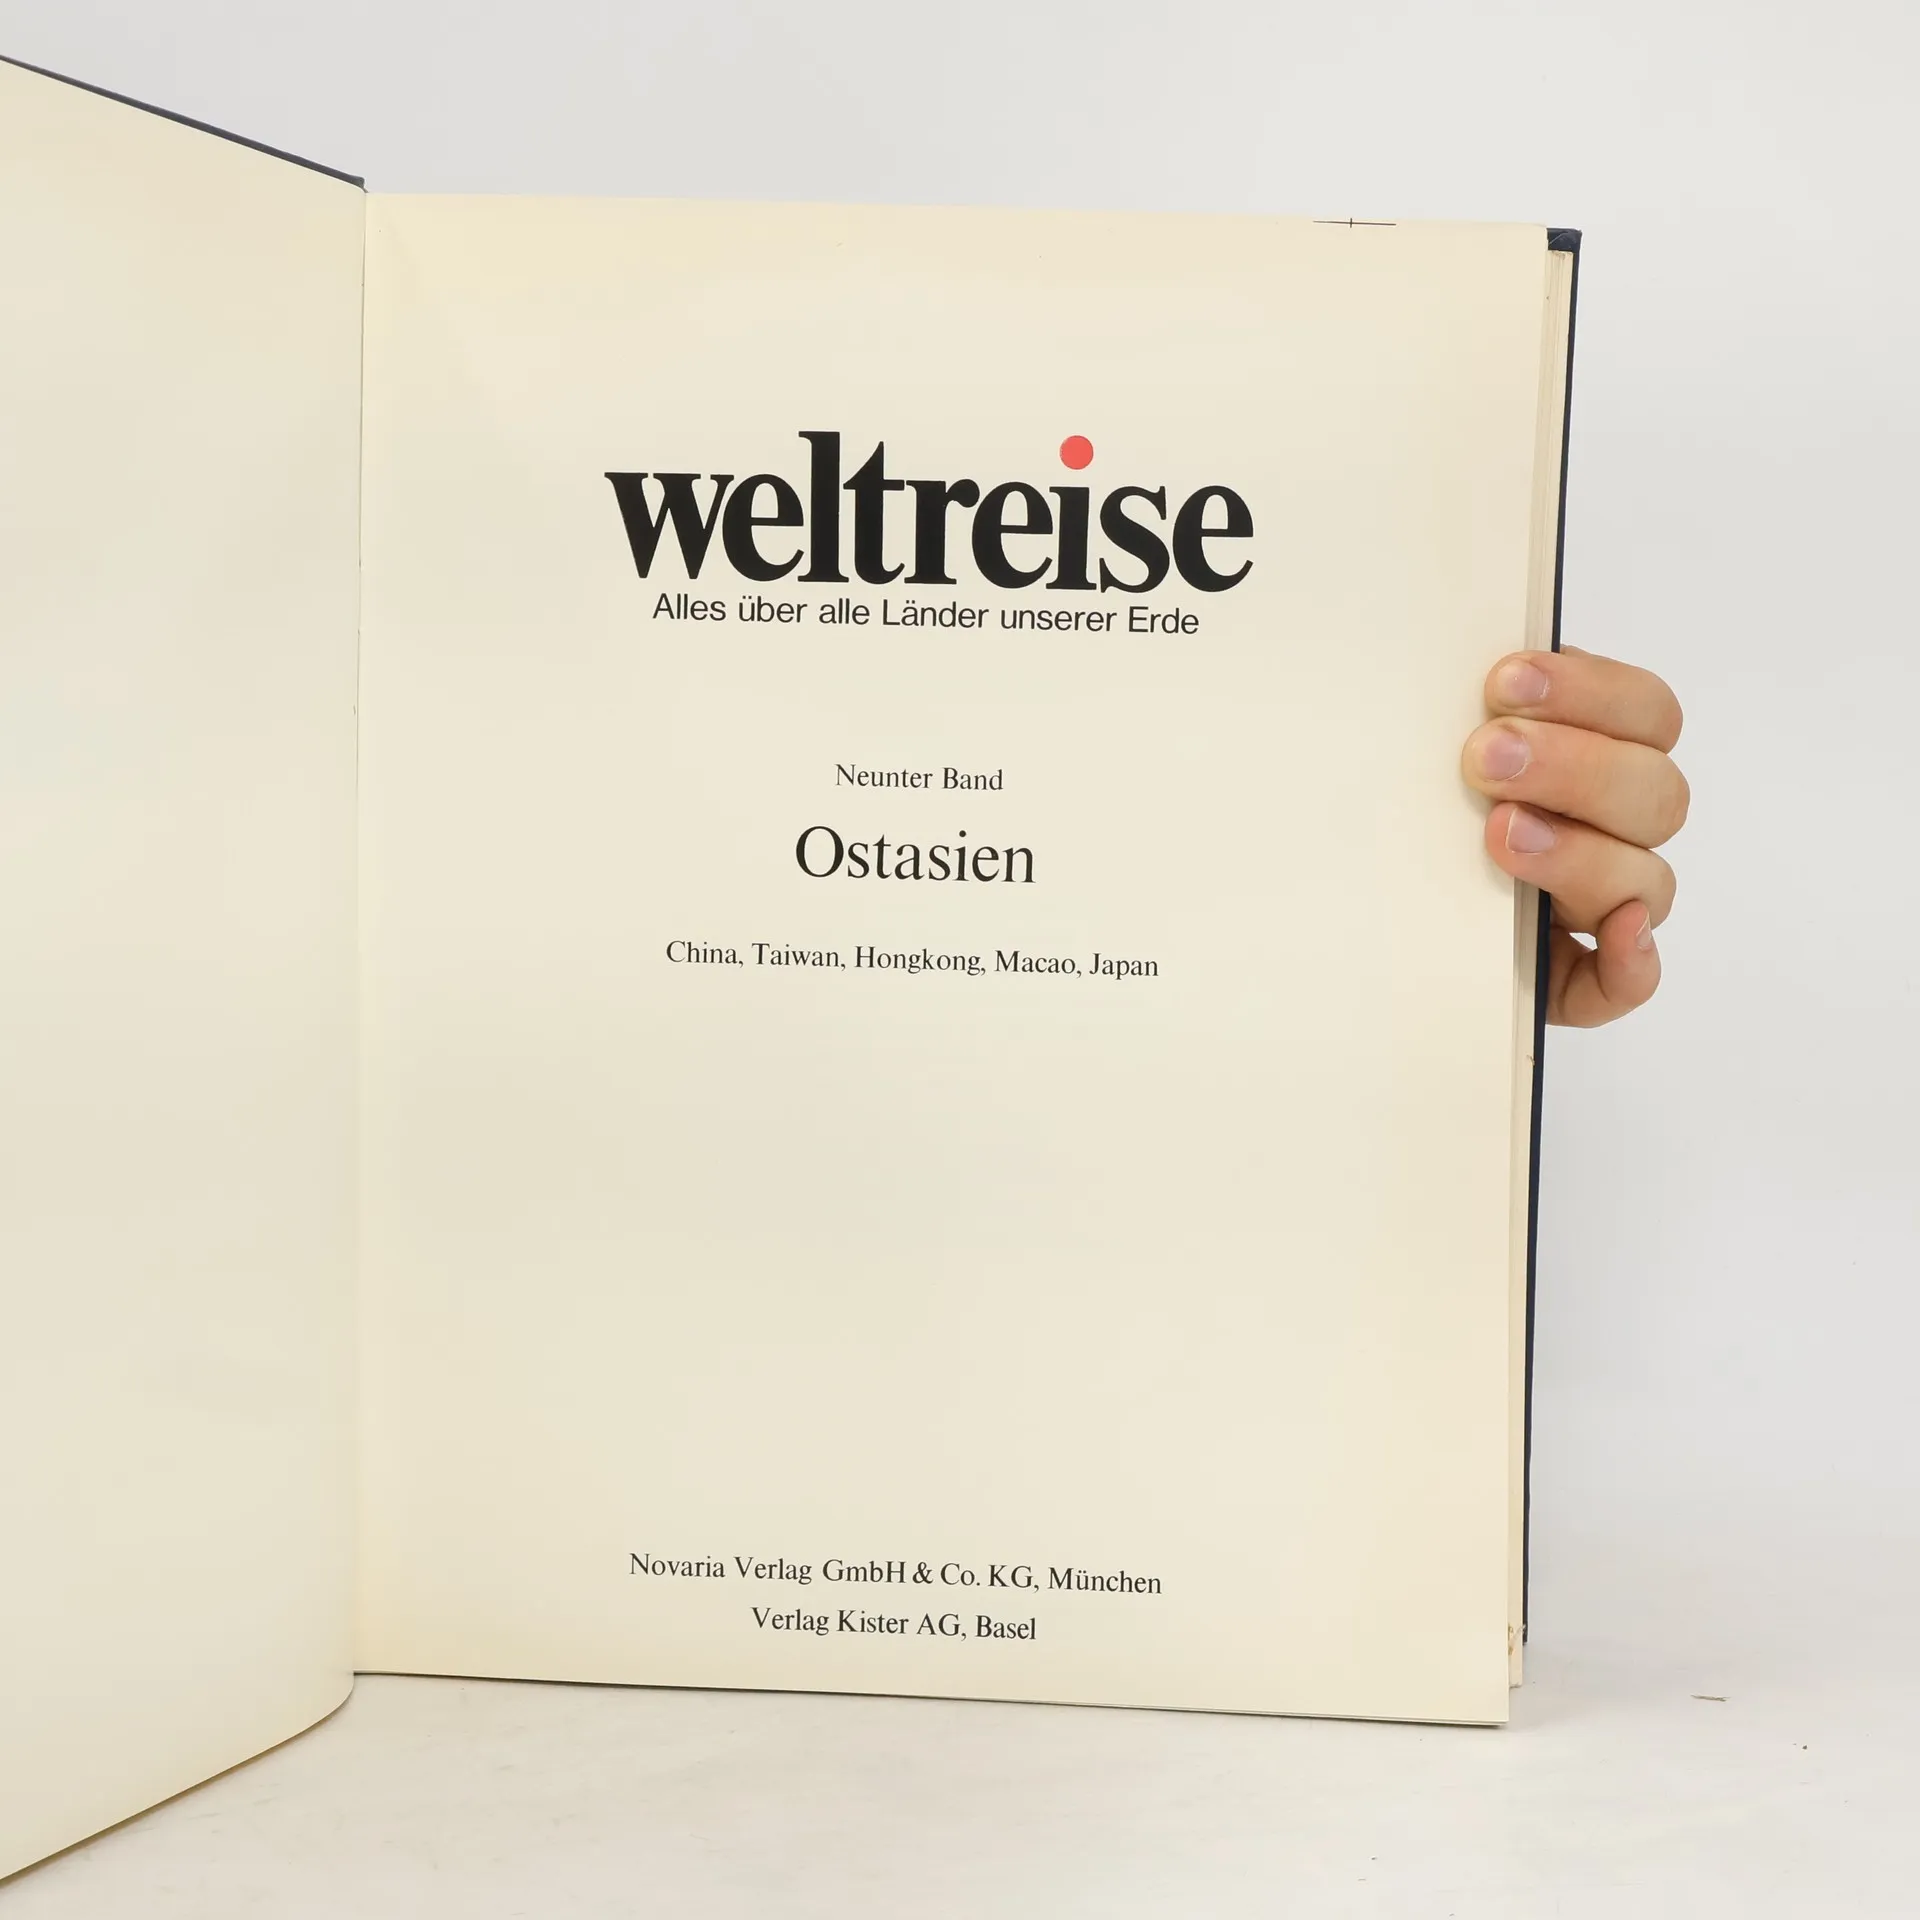 weltreise
Alles über alle Länder unserer Erde
Neunter Band
Ostasien
China, Taiwan, Hongkong, Macao, Japan
Novaria Verlag GmbH & Co. KG, München
Verlag Kister AG, Basel